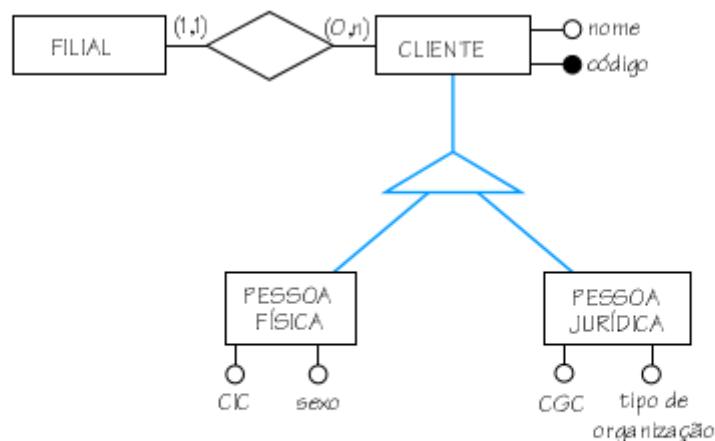 FILIAL
(1,1)
(0,n)
CLIENTE
nome
código
PESSOA
FÍSICA
PESSOA
JURÍDICA
CIC
sexo
CGC
tipo de
organização